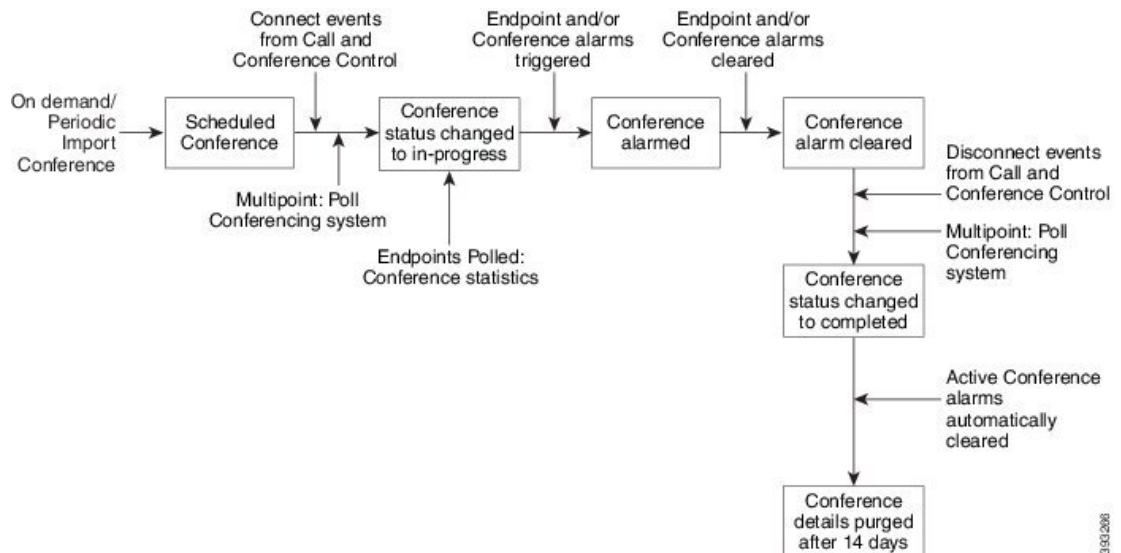 Connect events
from Call and
Conference Control
Endpoint and/or
Conference alarms
triggered
Endpoint and/or
Conference alarms
cleared
On demand/
Periodic
Import
Conference
Scheduled
Conference
Conference
status changed
to in-progress
Conference
alarmed
Conference
alarm cleared
Multipoint: Poll
Conferencing system
Endpoints Polled:
Conference statistics
Disconnect events
from Call and
Conference Control
Multipoint: Poll
Conferencing
system
Conference
status changed
to completed
Active Conference
alarms
automatically
cleared
Conference
details purged
after 14 days
393266